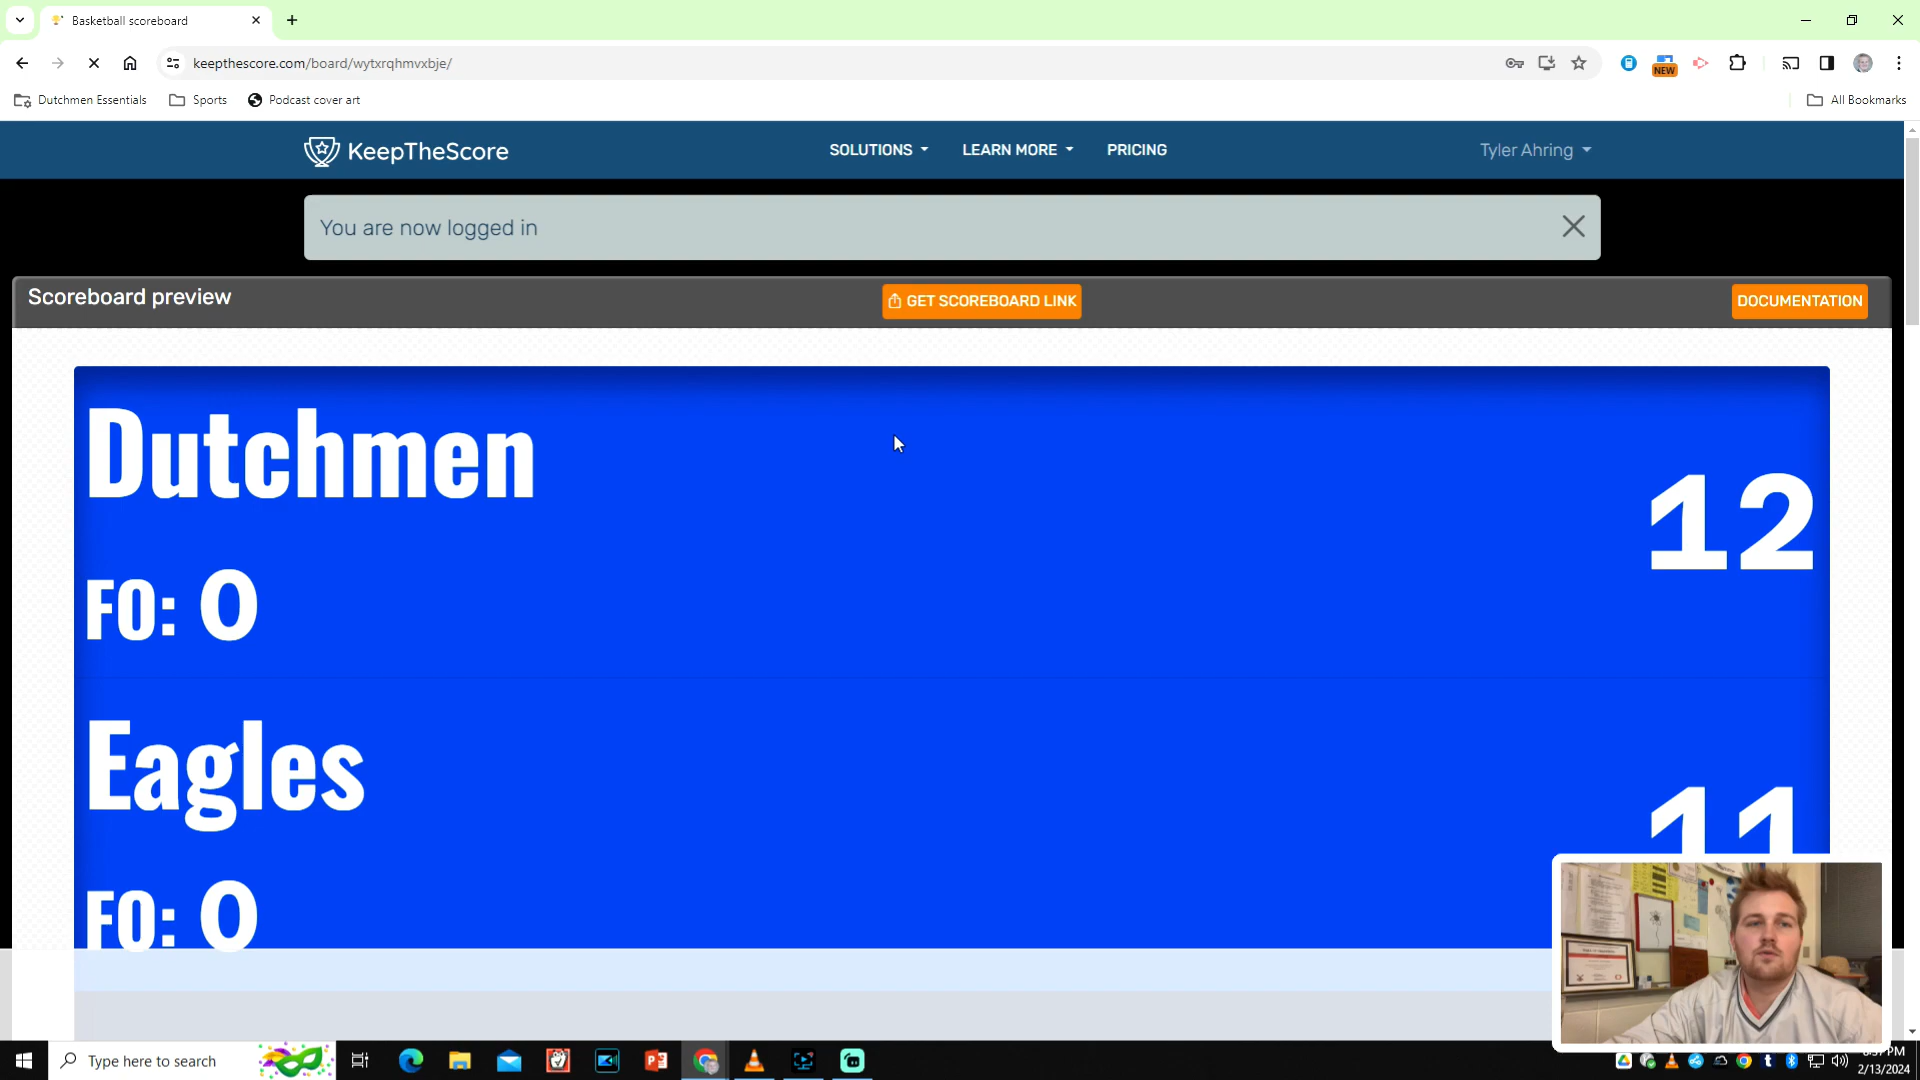 Basketball scoreboard
keepthescore.com/board/wytxrqhmvxbje/
NEW
Dutchmen Essentials
Sports
Podcast cover art
All Bookmarks
KeepTheScore
SOLUTIONS
LEARN MORE
PRICING
Tyler Ahring
You are now logged in
Scoreboard preview
GET SCOREBOARD LINK
DOCUMENTATION
Dutchmen
12
FO: 0
Eagles
11
FO: 0
Type here to search
2/13/2024